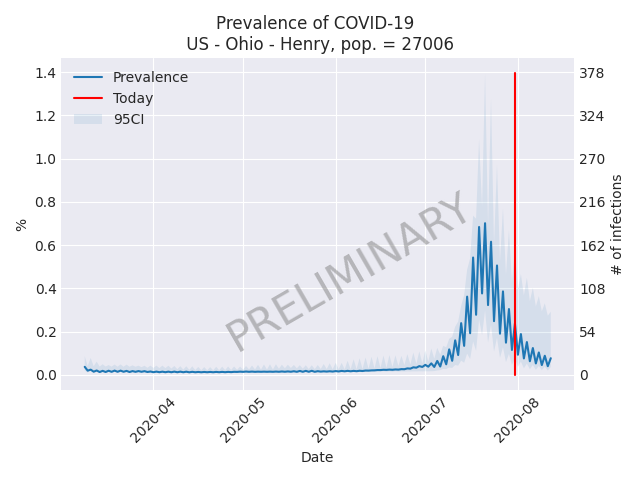 Prevalence of COVID-19
US - Ohio - Henry, pop. = 27006
Prevalence
Today
95CI
PRELIMINARY
%
1.4
1.2
1.0
0.8
0.6
0.4
0.2
0.0
378
324
270
216
162
108
54
0
# of infections
2020-04
2020-05
2020-06
2020-07
2020-08
Date